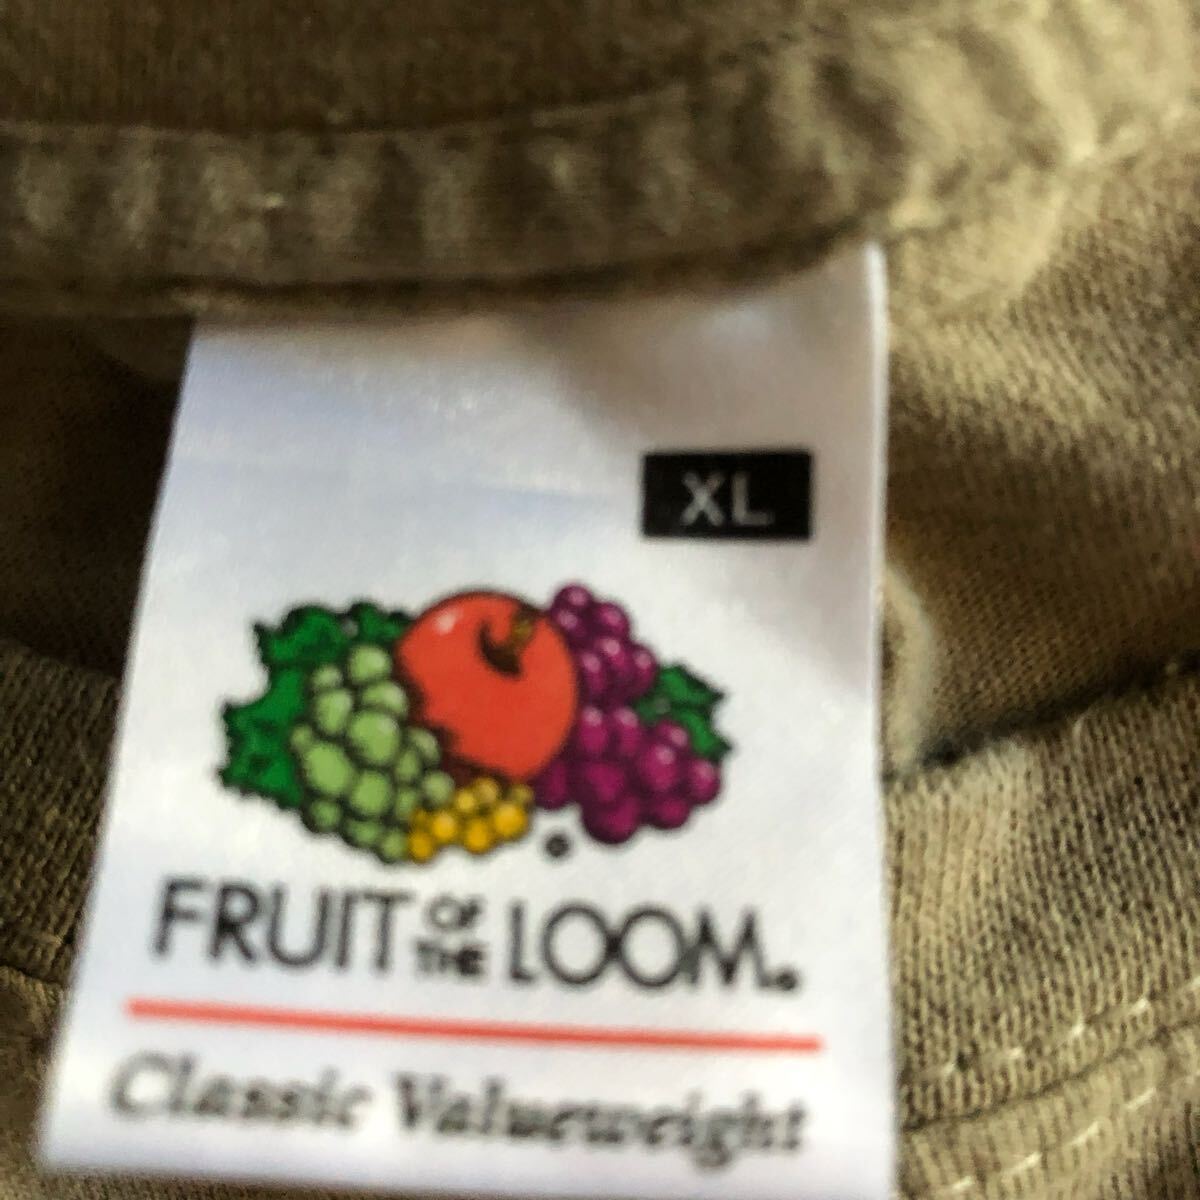 XL
FRUIT OF THE LOOM.
Classic Valueweight